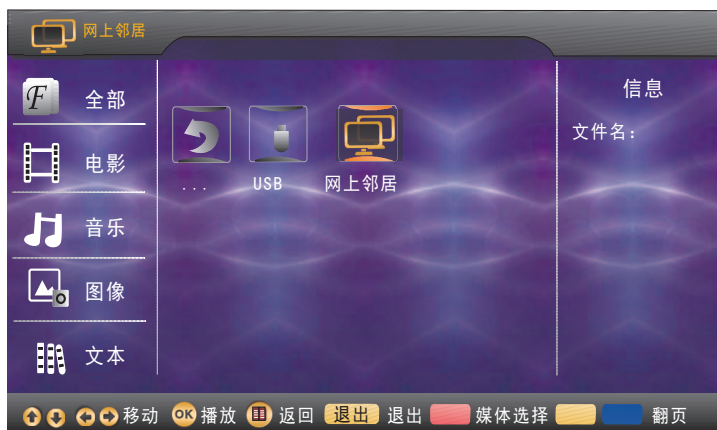 网上邻居
F
全部
电影
音乐
图像
文本
...
USB
网上邻居
信息
文件名：
移动 OK 播放 返回 退出 退出 媒体选择 翻页